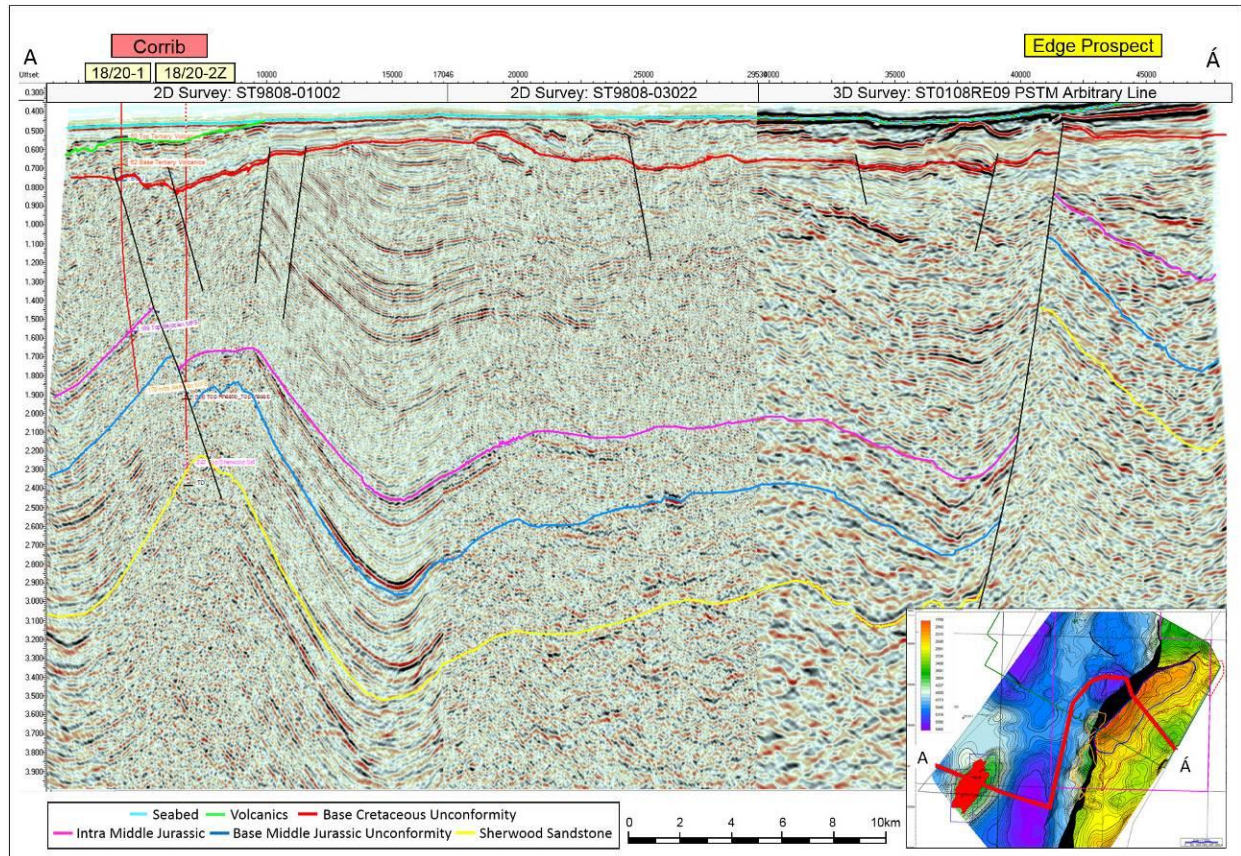 Corrib
Edge Prospect
A
Á
18/20-1
18/20-2Z
Offset:
10000
15000
17045
20000
25000
35000
40000
45000
2D Survey: ST9808-01002
2D Survey: ST9808-03022
3D Survey: ST0108RE09 PSTM Arbitrary Line
0.300
0.400
0.500
0.600
0.700
0.800
0.900
1.000
1.100
1.200
1.300
1.400
1.500
1.600
1.700
1.800
1.900
2.000
2.100
2.200
2.300
2.400
2.500
2.600
2.700
2.800
2.900
3.000
3.100
3.200
3.300
3.400
3.500
3.600
3.700
3.800
3.900
Base Tertiary Volcanics
TD
A
Á
Seabed
Volcanics
Base Cretaceous Unconformity
Intra Middle Jurassic
Base Middle Jurassic Unconformity
Sherwood Sandstone
0 2 4 6 8 10km